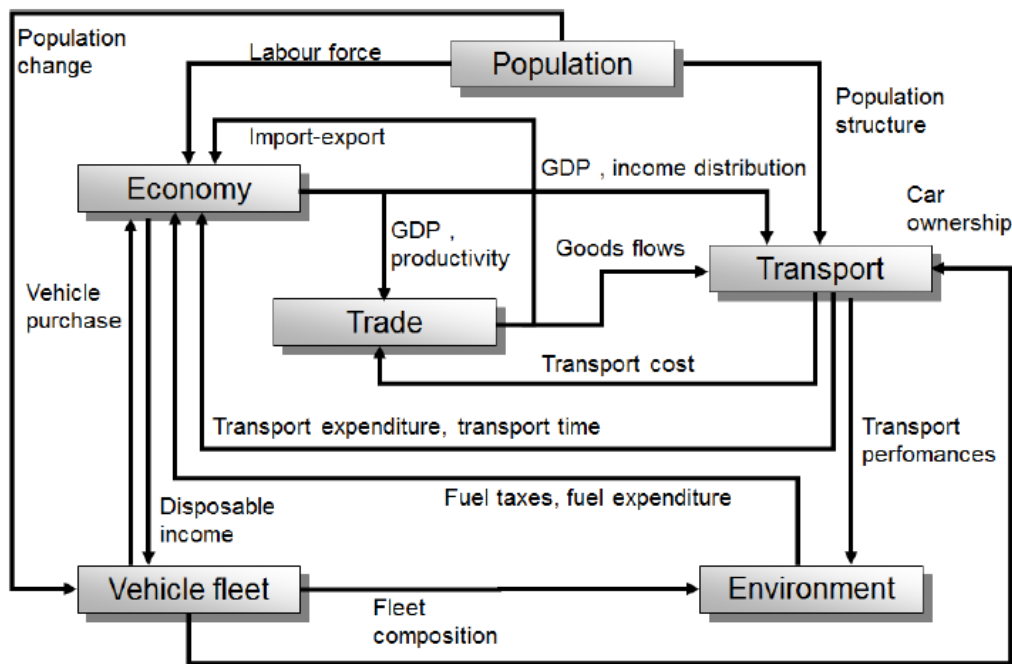 Population
change
Labour force
Population
Population
structure
Import-export
Economy
GDP , income distribution
Car
ownership
GDP ,
productivity
Goods flows
Transport
Vehicle
purchase
Trade
Transport cost
Transport expenditure, transport time
Transport
perfomances
Fuel taxes, fuel expenditure
Disposable
income
Vehicle fleet
Environment
Fleet
composition